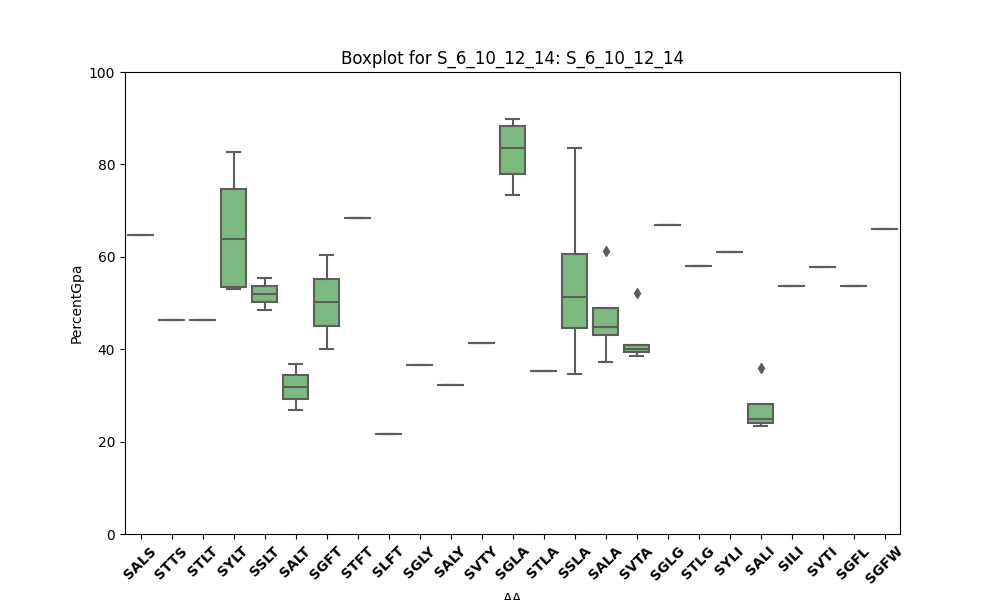 Boxplot for S_6_10_12_14: S_6_10_12_14
PercentGpa
100
80
60
40
20
0
SALS STTS STLT SYLT SSLT SALT SGFT STFT SLFT SGLY SALY SVTY SGLA STLA SSLA SALA SVTA SGLG STLG SYLI SALI SILI SVTI SGFL SGFW
AA